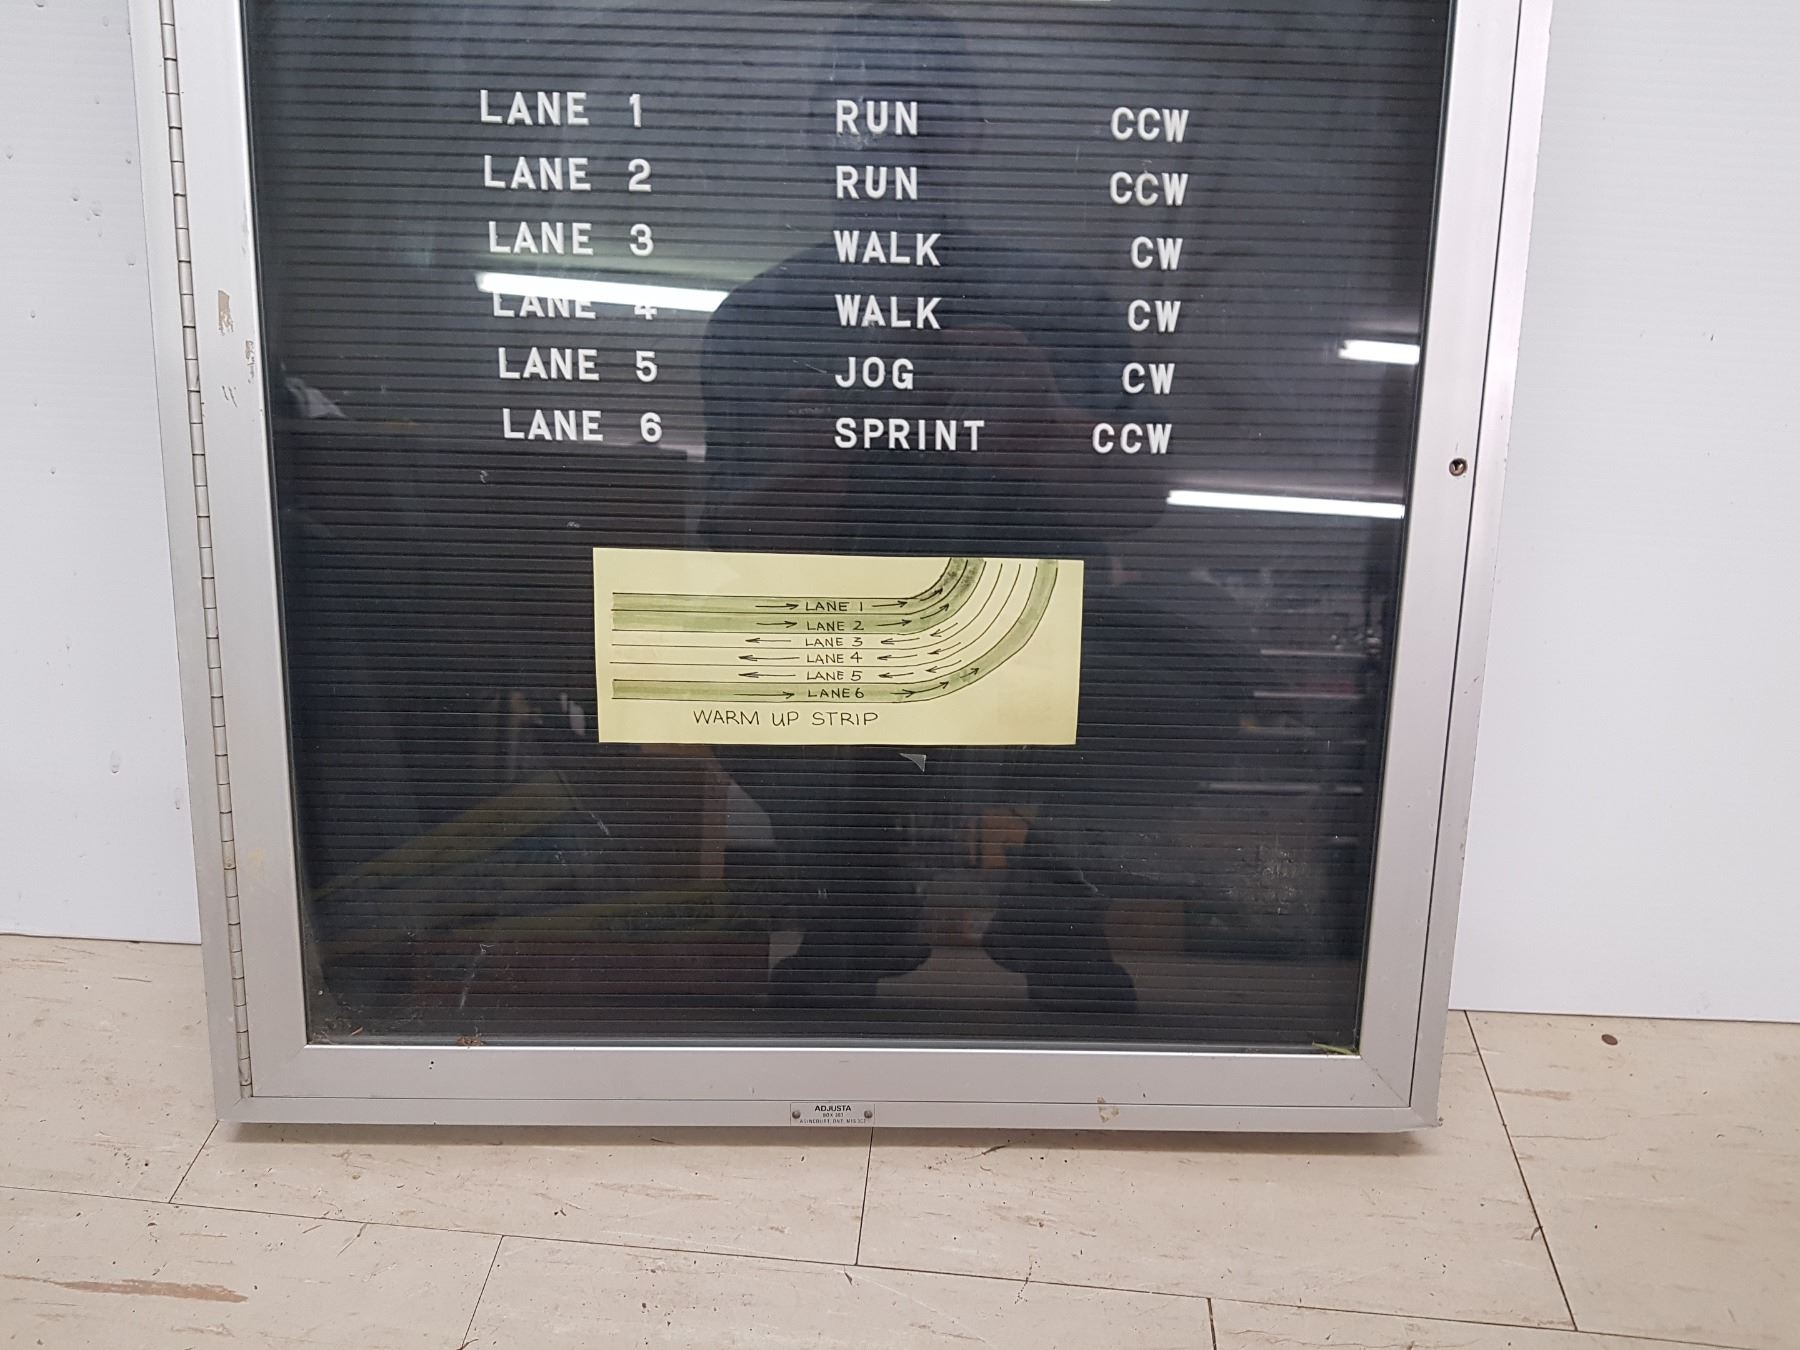 LANE 1 RUN CCW
LANE 2 RUN CCW
LANE 3 WALK CW
LANE 4 WALK CW
LANE 5 JOG CW
LANE 6 SPRINT CCW
LANE 1
LANE 2
LANE 3
LANE 4
LANE 5
LANE 6
WARM UP STRIP
ADJUSTA
AGINCOURT ONT